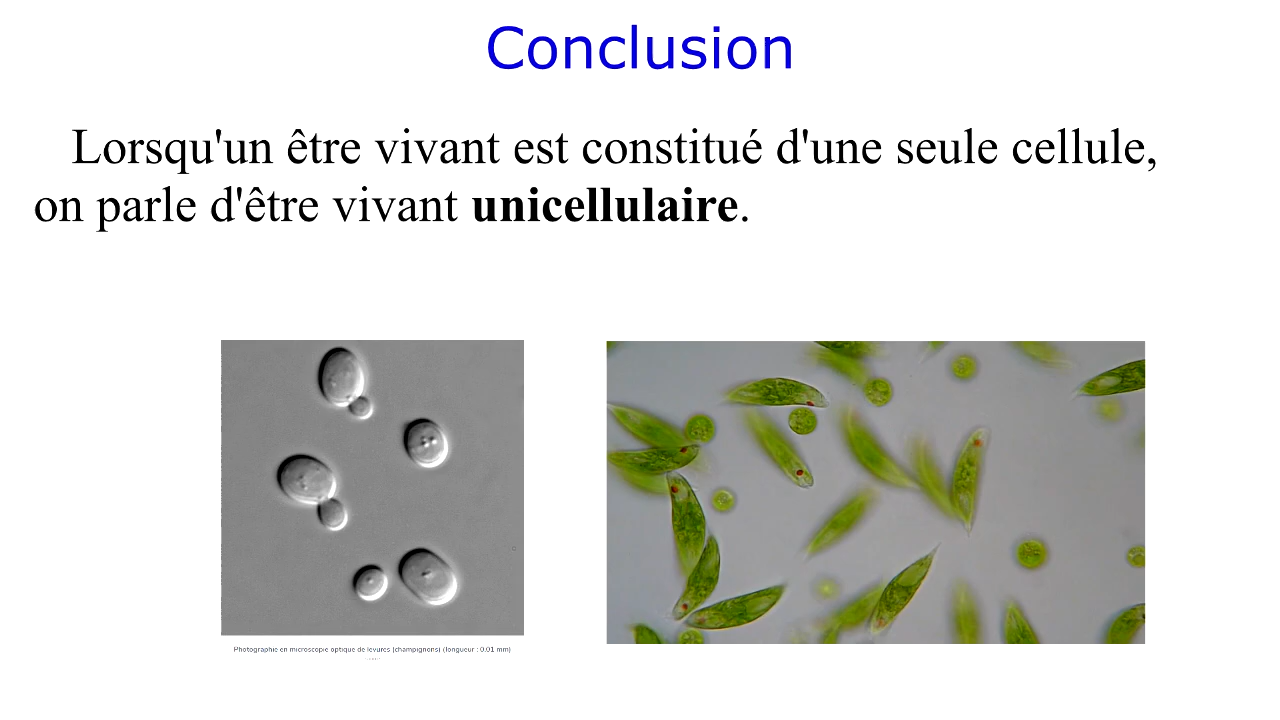 Conclusion
Lorsqu'un être vivant est constitué d'une seule cellule,
on parle d'être vivant unicellulaire.
Photographie en microscopie optique de levures (champignons) (longueur : 0.01 mm)